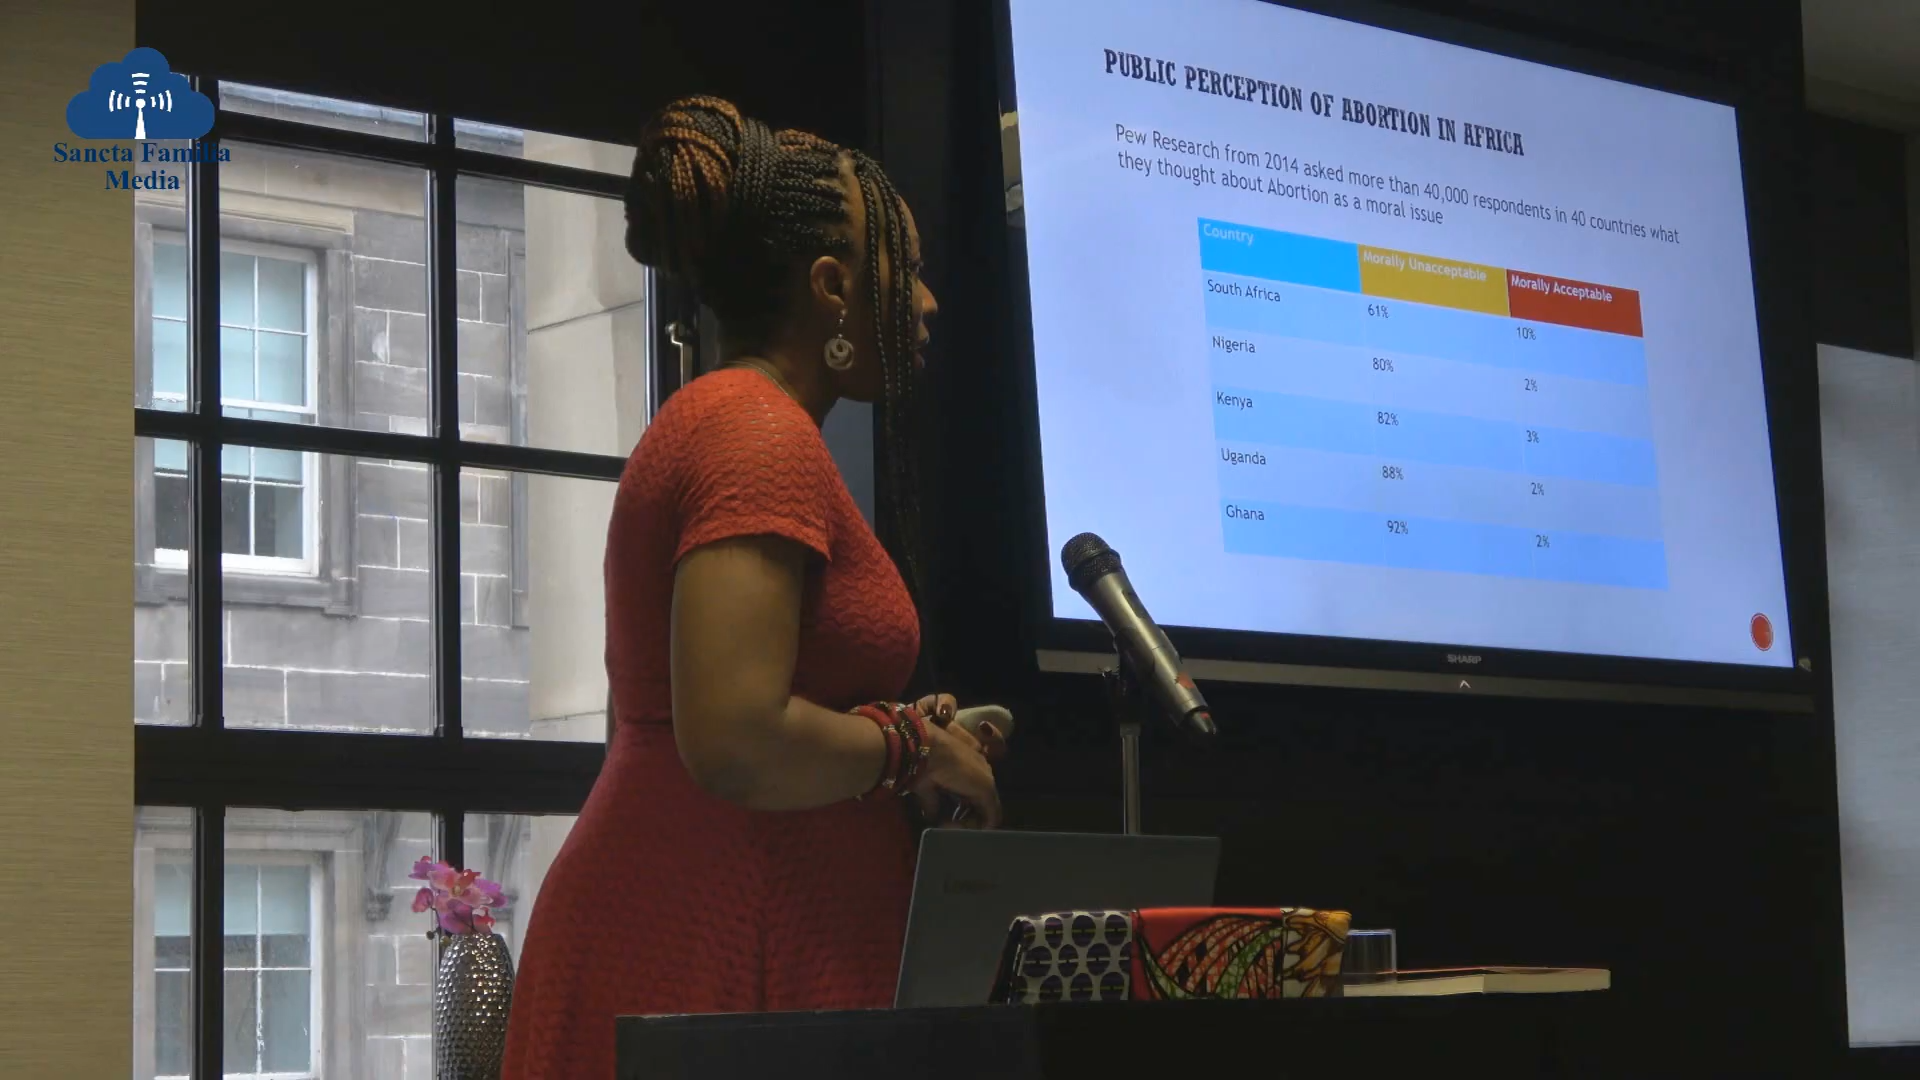 Sancta Familia
Media
PUBLIC PERCEPTION OF ABORTION IN AFRICA
Pew Research from 2014 asked more than 40,000 respondents in 40 countries what
they thought about Abortion as a moral issue
Country Morally Unacceptable Morally Acceptable
South Africa 61% 10%
Nigeria 80% 2%
Kenya 82% 3%
Uganda 88% 2%
Ghana 92% 2%
SHARP